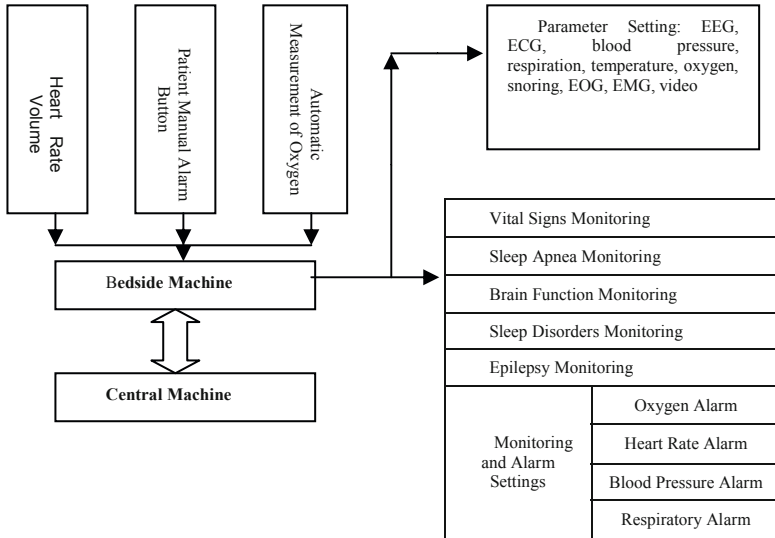 Heart Rate
Volume
Patient Manual Alarm
Button
Automatic
Measurement of Oxygen
Parameter Setting: EEG,
ECG, blood pressure,
respiration, temperature, oxygen,
snoring, EOG, EMG, video
Bedside Machine
Central Machine
Vital Signs Monitoring
Sleep Apnea Monitoring
Brain Function Monitoring
Sleep Disorders Monitoring
Epilepsy Monitoring
Monitoring
and Alarm
Settings
Oxygen Alarm
Heart Rate Alarm
Blood Pressure Alarm
Respiratory Alarm